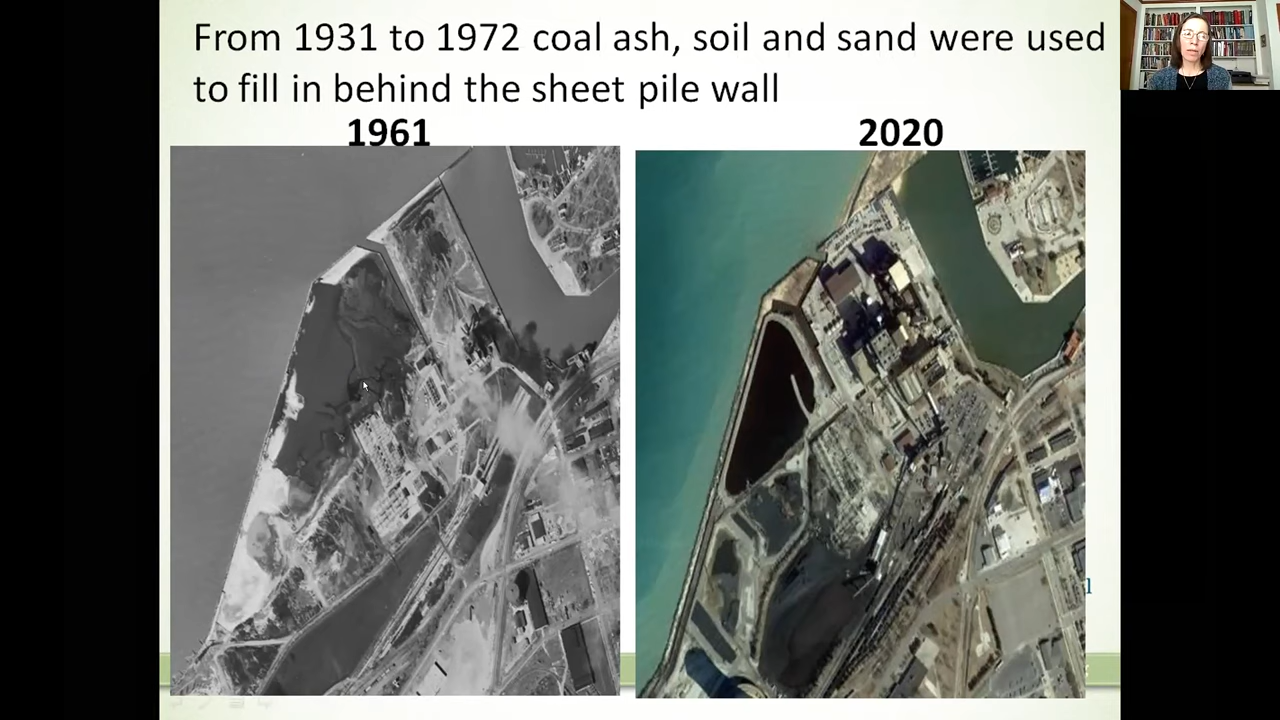 From 1931 to 1972 coal ash, soil and sand were used
to fill in behind the sheet pile wall
1961
2020